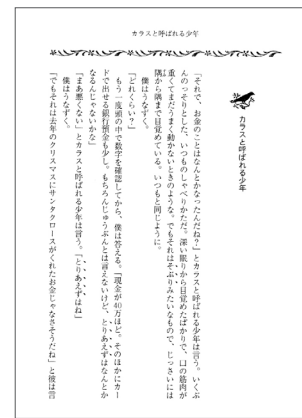 カラスと呼ばれる少年
カラスと呼ばれる少年
「それで、お金のことはなんとかなったんだね?」とカラスと呼ばれる少年は言う。いくぶ
んのっそりとした、いつものしゃべりかただ。深い眠りから目覚めたばかりで、口の筋肉が
重くてまだうまく動かないときのような。でもそれはそぶりみたいなもので、じっさいには
隅から隅まで目覚めている。いつもと同じように。
僕はうなずく。
「どれくらい?」
もう一度頭の中で数字を確認してから、僕は答える。「現金が40万ほど。そのほかにカー
ドで出せる銀行預金も少し。もちろんじゅうぶんとは言えないけど、とりあえずはなんとか
なるんじゃないかな」
「まあ悪くない」とカラスと呼ばれる少年は言う。「とりあえずはね」
僕はうなずく。
「でもそれは去年のクリスマスにサンタクロースがくれたお金じゃなさそうだね」と彼は言